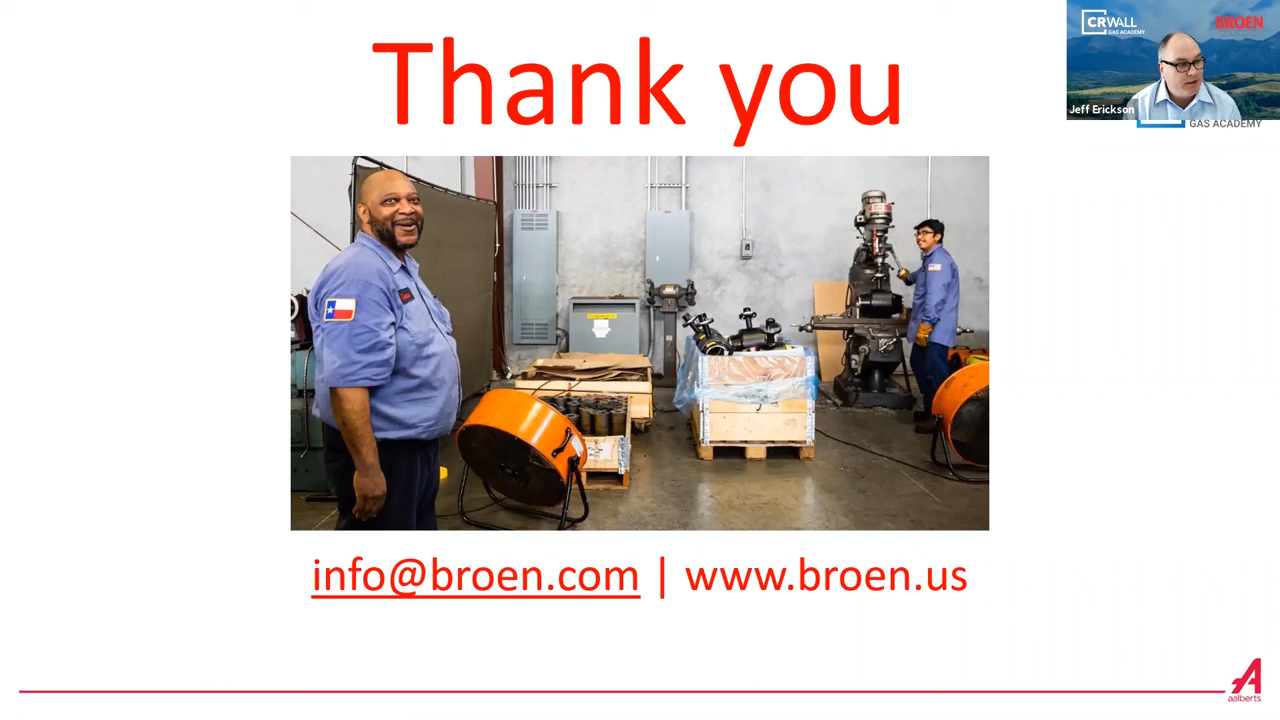 Thank you
CRWALL
GAS ACADEMY
BROEN
Jeff Erickson
GAS ACADEMY
info@broen.com | www.broen.us
aalberts